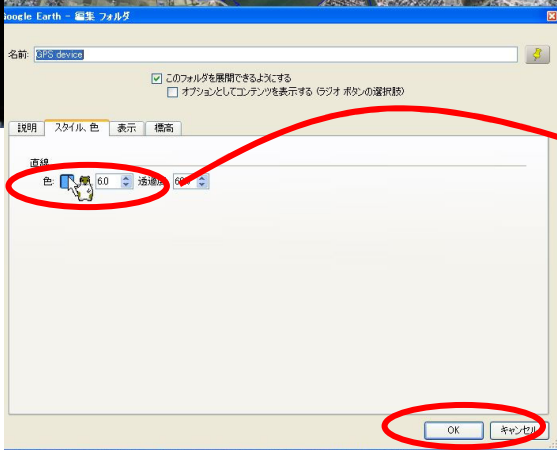 Google Earth - 編集 フォルダ
名前: GPS device
このフォルダを展開できるようにする
オプションとしてコンテンツを表示する (ラジオ ボタンの選択肢)
説明 スタイル、色 表示 標高
直線
色: 6.0
OK キャンセル